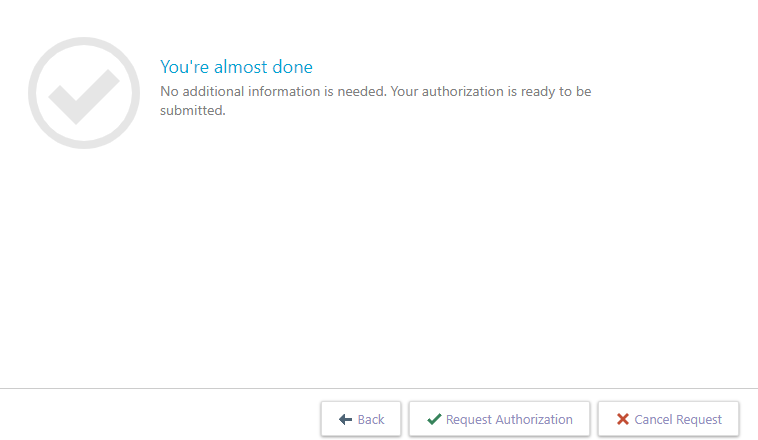 You're almost done
No additional information is needed. Your authorization is ready to be
submitted.
Back
Request Authorization
Cancel Request